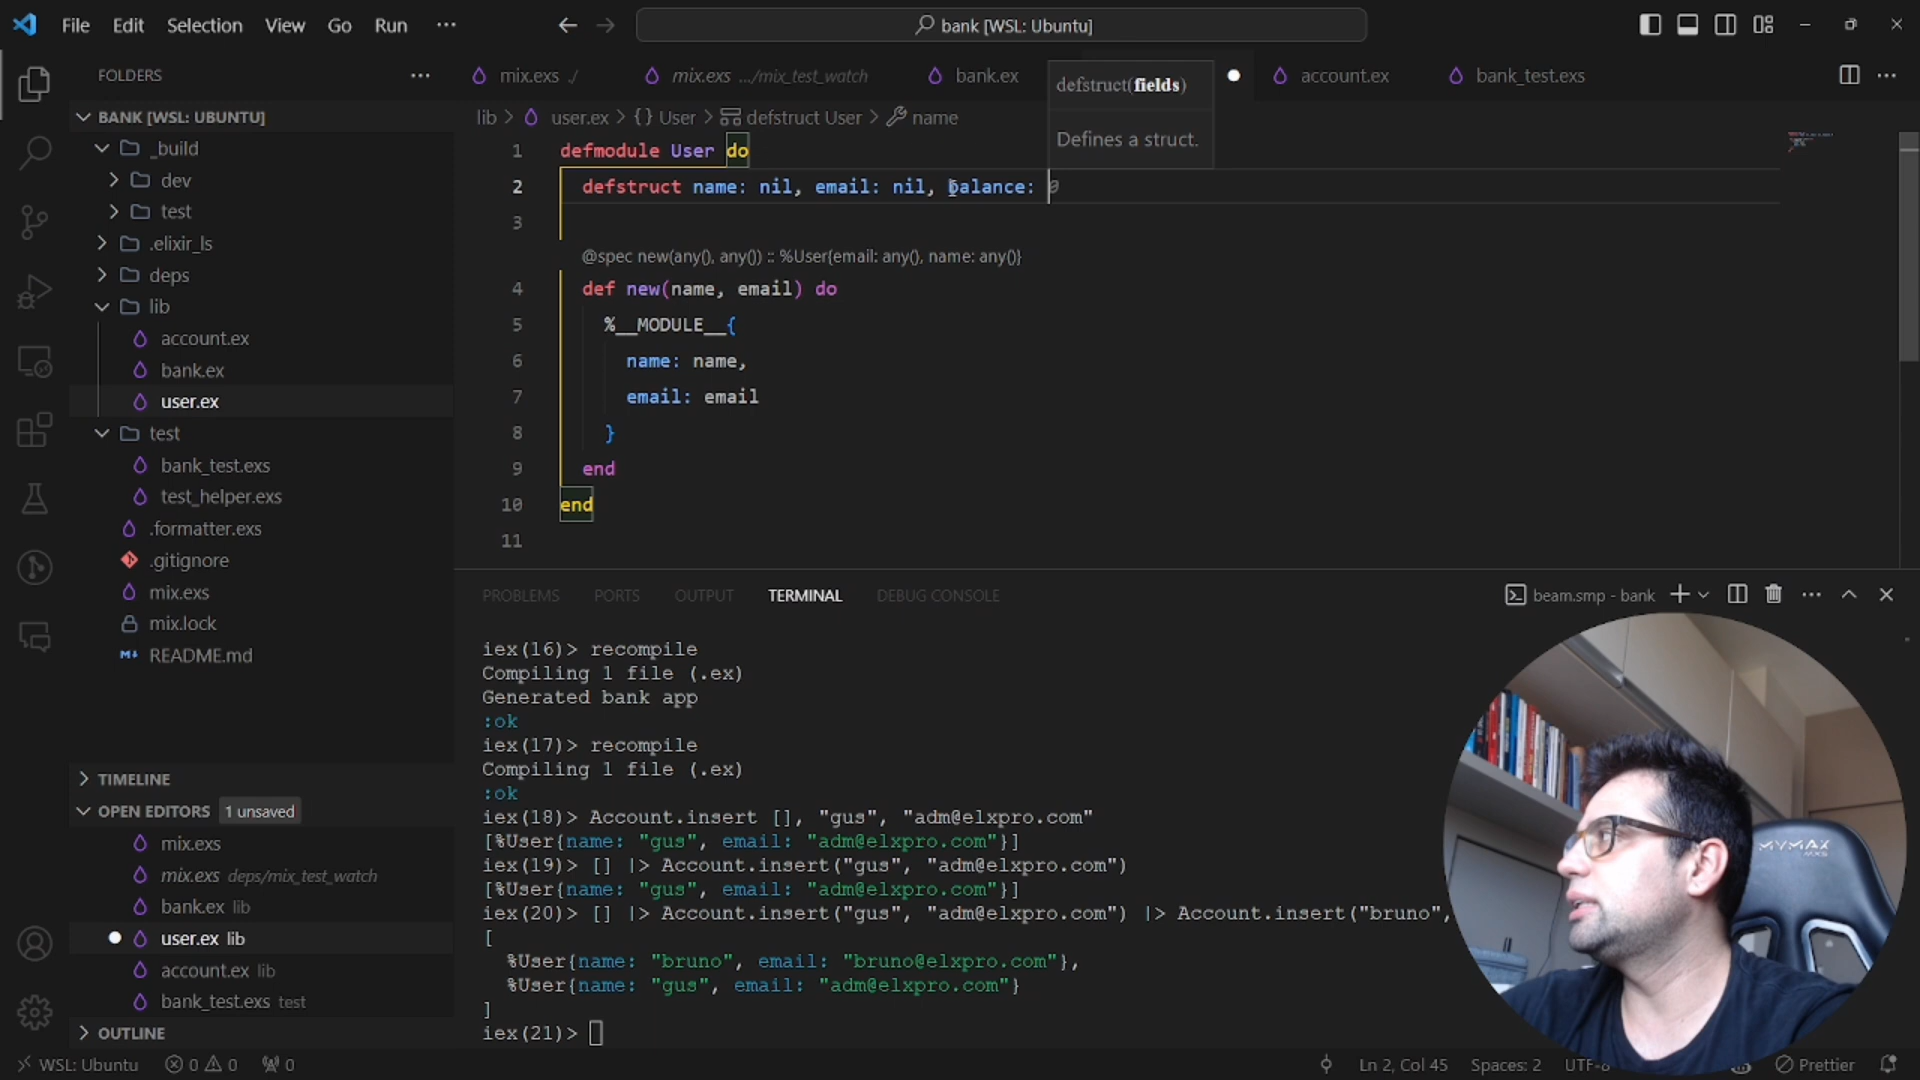 File Edit Selection View Go Run ···
bank [WSL: Ubuntu]
FOLDERS ···
mix.exs ./ mix.exs .../mix_test_watch bank.ex account.ex bank_test.exs
defstruct(fields)
Defines a struct.
BANK [WSL: UBUNTU]
_build
dev
test
.elixir_ls
deps
lib
account.ex
bank.ex
user.ex
test
bank_test.exs
test_helper.exs
.formatter.exs
.gitignore
mix.exs
mix.lock
README.md
TIMELINE
OPEN EDITORS 1 unsaved
mix.exs
mix.exs deps/mix_test_watch
bank.ex lib
user.ex lib
account.ex lib
bank_test.exs test
OUTLINE
lib > user.ex > {} User > defstruct User > name
1 defmodule User do
2 defstruct name: nil, email: nil, balance: 0
3
@spec new(any(), any()) :: %User{email: any(), name: any()}
4 def new(name, email) do
5 %__MODULE__{
6 name: name,
7 email: email
8 }
9 end
10 end
11
PROBLEMS PORTS OUTPUT TERMINAL DEBUG CONSOLE
beam.smp - bank
iex(16)> recompile
Compiling 1 file (.ex)
Generated bank app
:ok
iex(17)> recompile
Compiling 1 file (.ex)
:ok
iex(18)> Account.insert [], "gus", "adm@elxpro.com"
[%User{name: "gus", email: "adm@elxpro.com"}]
iex(19)> [] |> Account.insert("gus", "adm@elxpro.com")
[%User{name: "gus", email: "adm@elxpro.com"}]
iex(20)> [] |> Account.insert("gus", "adm@elxpro.com") |> Account.insert("bruno",
[
%User{name: "bruno", email: "bruno@elxpro.com"},
%User{name: "gus", email: "adm@elxpro.com"}
]
iex(21)>
MYMAX
WSL: Ubuntu 0 0 0
Ln 2, Col 45 Spaces: 2 UTF-8 Prettier